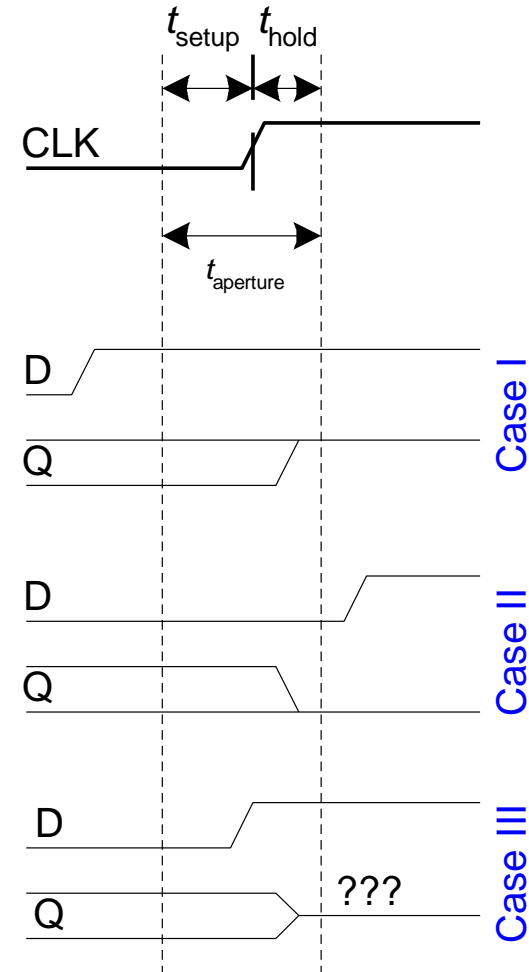 tsetup thold
CLK
taperture
D
Q
Case I
D
Q
Case II
D
Q
???
Case III